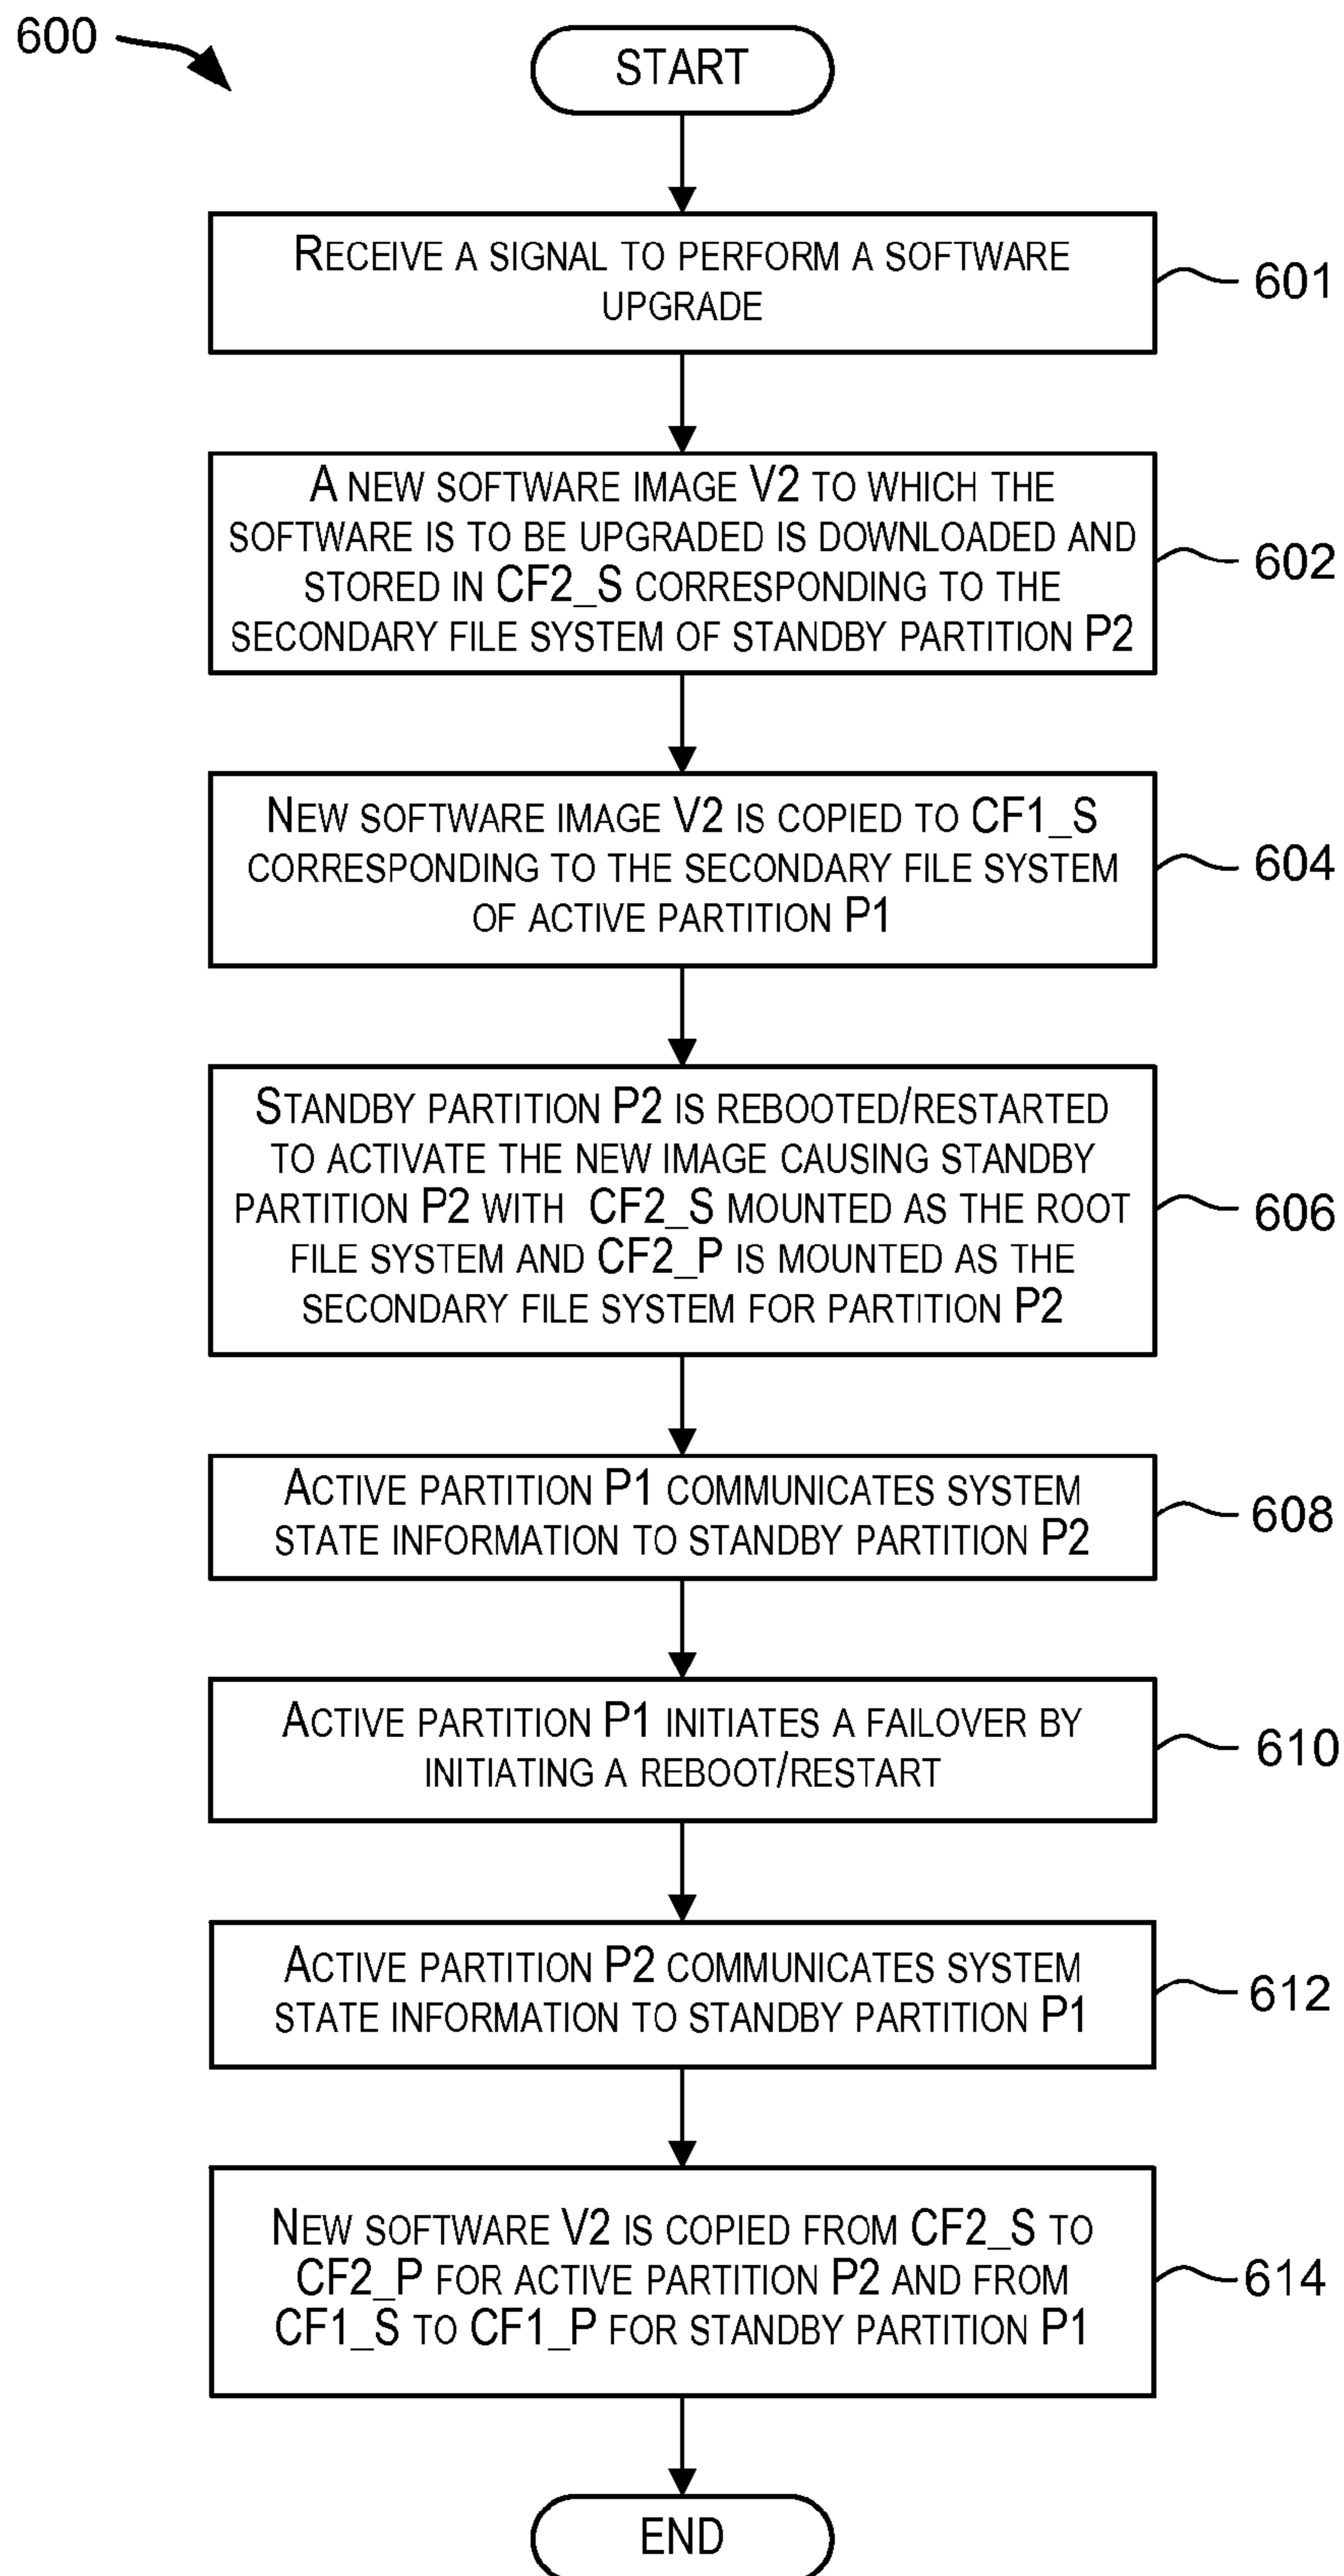 600
START
RECEIVE A SIGNAL TO PERFORM A SOFTWARE
UPGRADE
601
A NEW SOFTWARE IMAGE V2 TO WHICH THE
SOFTWARE IS TO BE UPGRADED IS DOWNLOADED AND
STORED IN CF2_S CORRESPONDING TO THE
SECONDARY FILE SYSTEM OF STANDBY PARTITION P2
602
NEW SOFTWARE IMAGE V2 IS COPIED TO CF1_S
CORRESPONDING TO THE SECONDARY FILE SYSTEM
OF ACTIVE PARTITION P1
604
STANDBY PARTITION P2 IS REBOOTED/RESTARTED
TO ACTIVATE THE NEW IMAGE CAUSING STANDBY
PARTITION P2 WITH CF2_S MOUNTED AS THE ROOT
FILE SYSTEM AND CF2_P IS MOUNTED AS THE
SECONDARY FILE SYSTEM FOR PARTITION P2
606
ACTIVE PARTITION P1 COMMUNICATES SYSTEM
STATE INFORMATION TO STANDBY PARTITION P2
608
ACTIVE PARTITION P1 INITIATES A FAILOVER BY
INITIATING A REBOOT/RESTART
610
ACTIVE PARTITION P2 COMMUNICATES SYSTEM
STATE INFORMATION TO STANDBY PARTITION P1
612
NEW SOFTWARE V2 IS COPIED FROM CF2_S TO
CF2_P FOR ACTIVE PARTITION P2 AND FROM
CF1_S TO CF1_P FOR STANDBY PARTITION P1
614
END